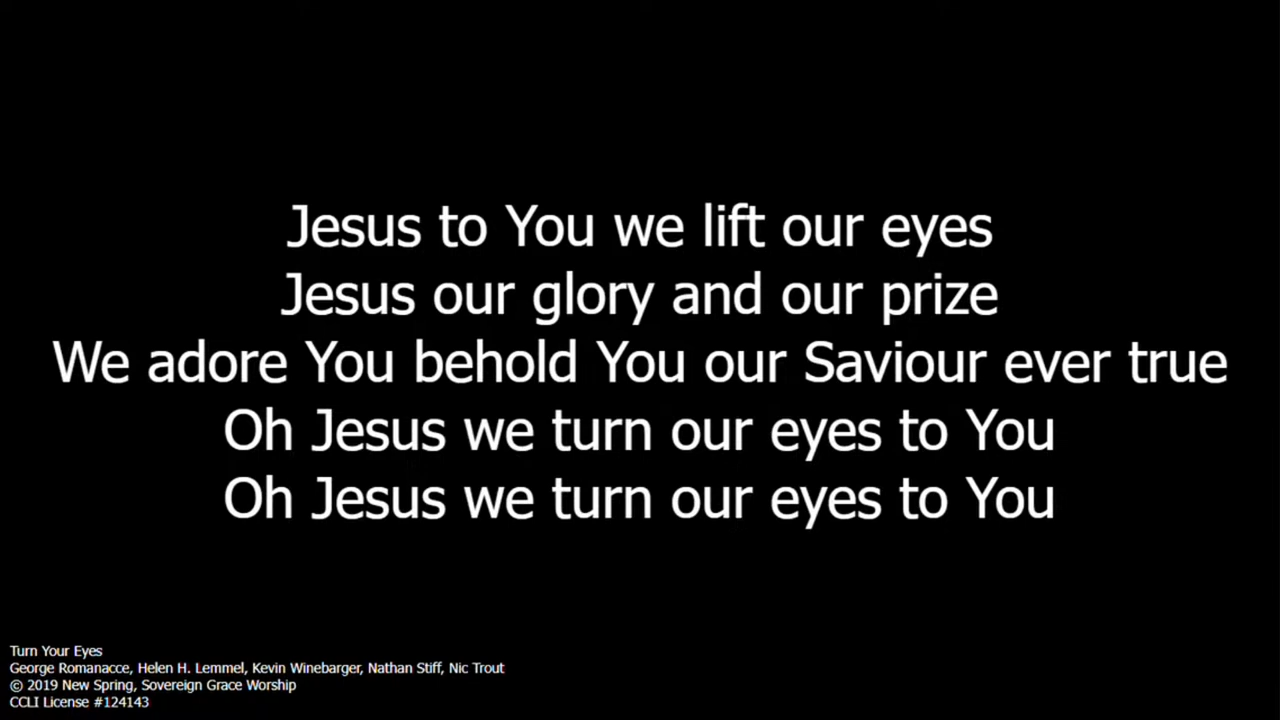 Jesus to You we lift our eyes
Jesus our glory and our prize
We adore You behold You our Saviour ever true
Oh Jesus we turn our eyes to You
Oh Jesus we turn our eyes to You
Turn Your Eyes
George Romanacce, Helen H. Lemmel, Kevin Winebarger, Nathan Stiff, Nic Trout
© 2019 New Spring, Sovereign Grace Worship
CCLI License #124143